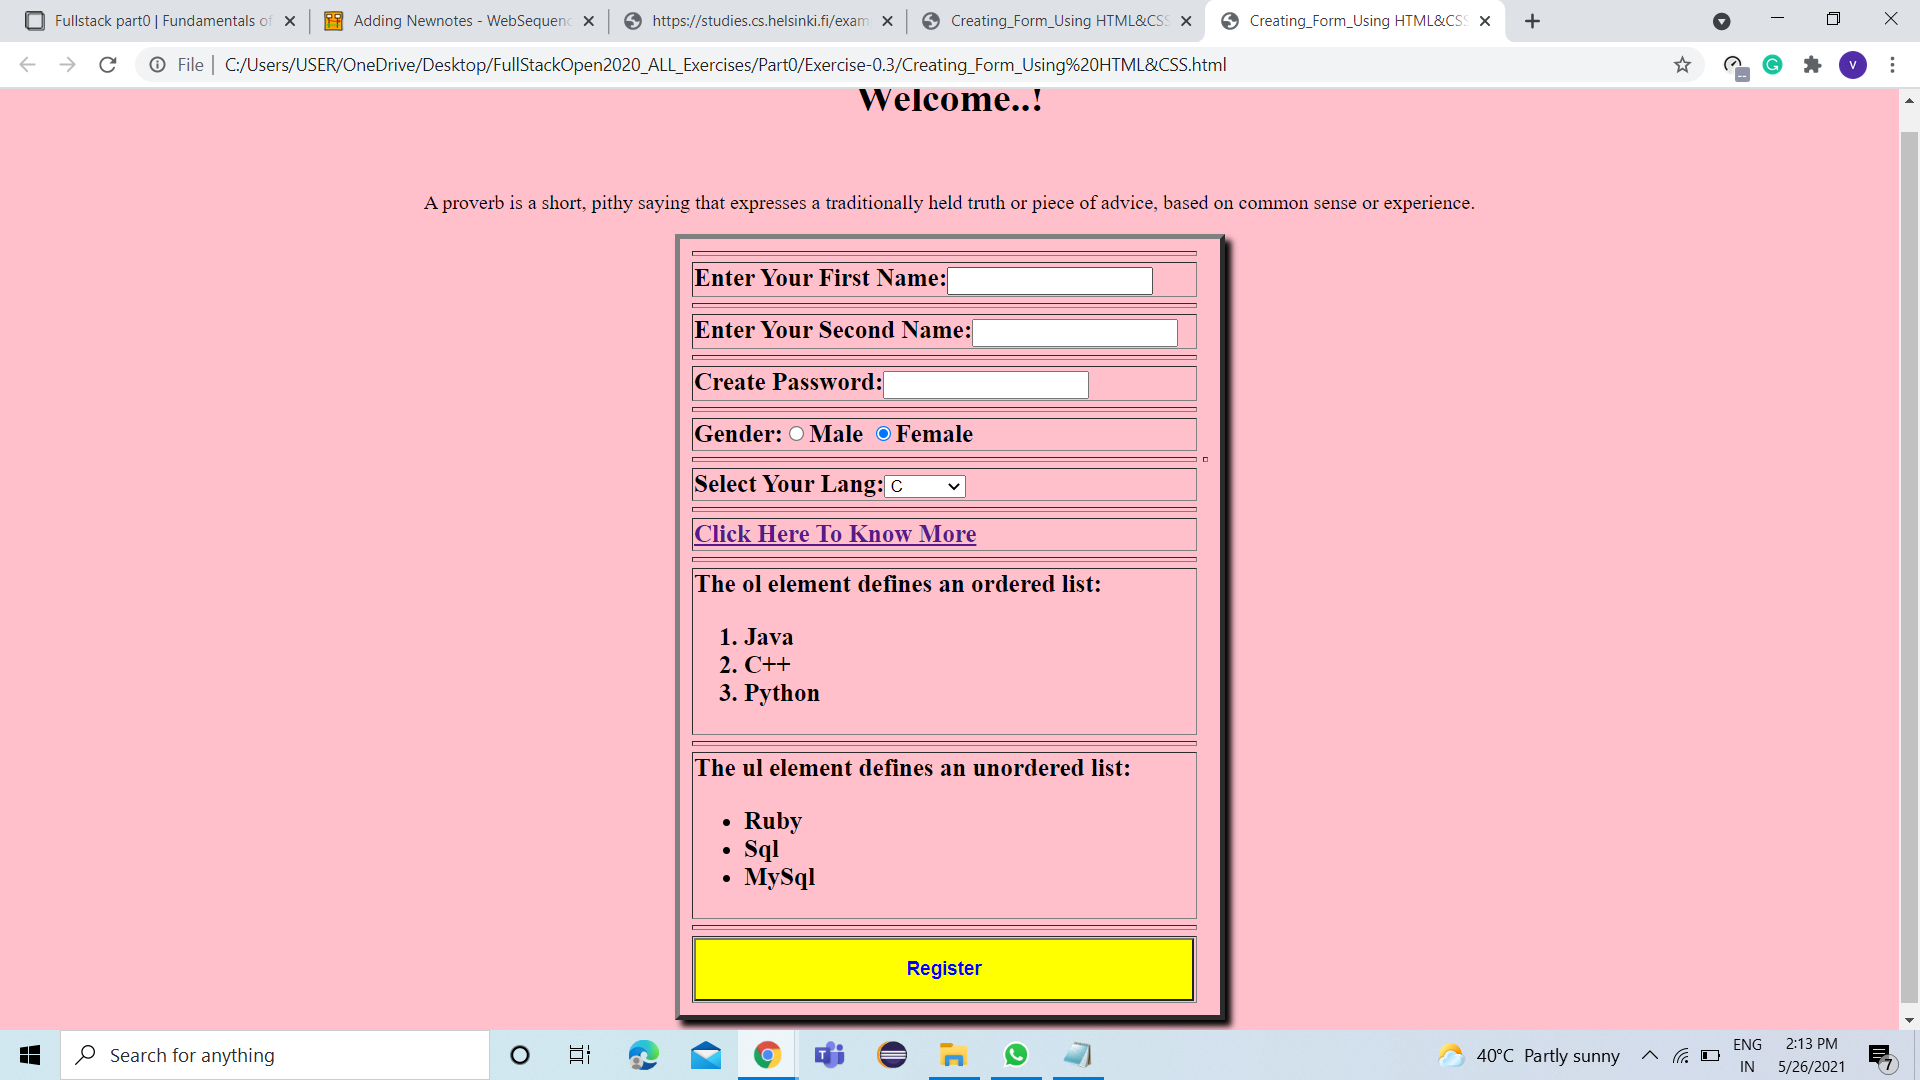 Fullstack part0 | Fundamentals of
Adding Newnotes - WebSequenc
https://studies.cs.helsinki.fi/exam
Creating_Form_Using HTML&CSS
Creating_Form_Using HTML&CSS
File
C:/Users/USER/OneDrive/Desktop/FullStackOpen2020_ALL_Exercises/Part0/Exercise-0.3/Creating_Form_Using%20HTML&CSS.html
V
Welcome..!
A proverb is a short, pithy saying that expresses a traditionally held truth or piece of advice, based on common sense or experience.
Enter Your First Name:
Enter Your Second Name:
Create Password:
Gender: Male Female
Select Your Lang: C
Click Here To Know More
The ol element defines an ordered list:
1. Java
2. C++
3. Python
The ul element defines an unordered list:
• Ruby
• Sql
• MySql
Register
Search for anything
40°C Partly sunny
ENG
IN
2:13 PM
5/26/2021
7